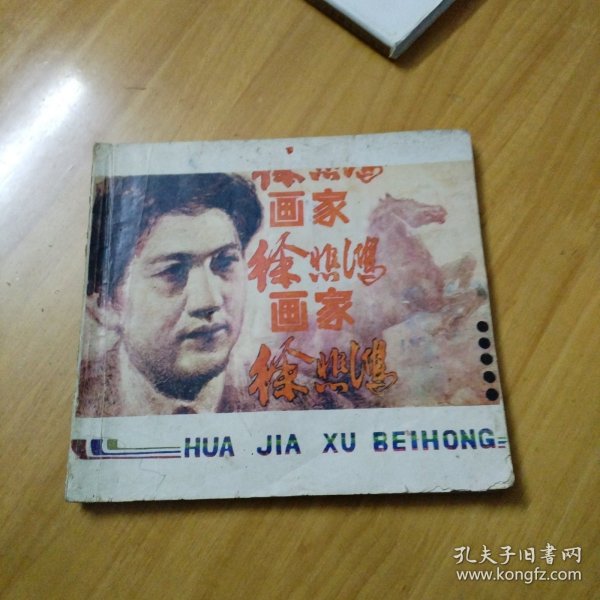 徐悲鸿
画家
徐悲鸿
画家
徐悲鸿
HUA JIA XU BEIHONG
孔夫子旧书网
www.kongfz.com